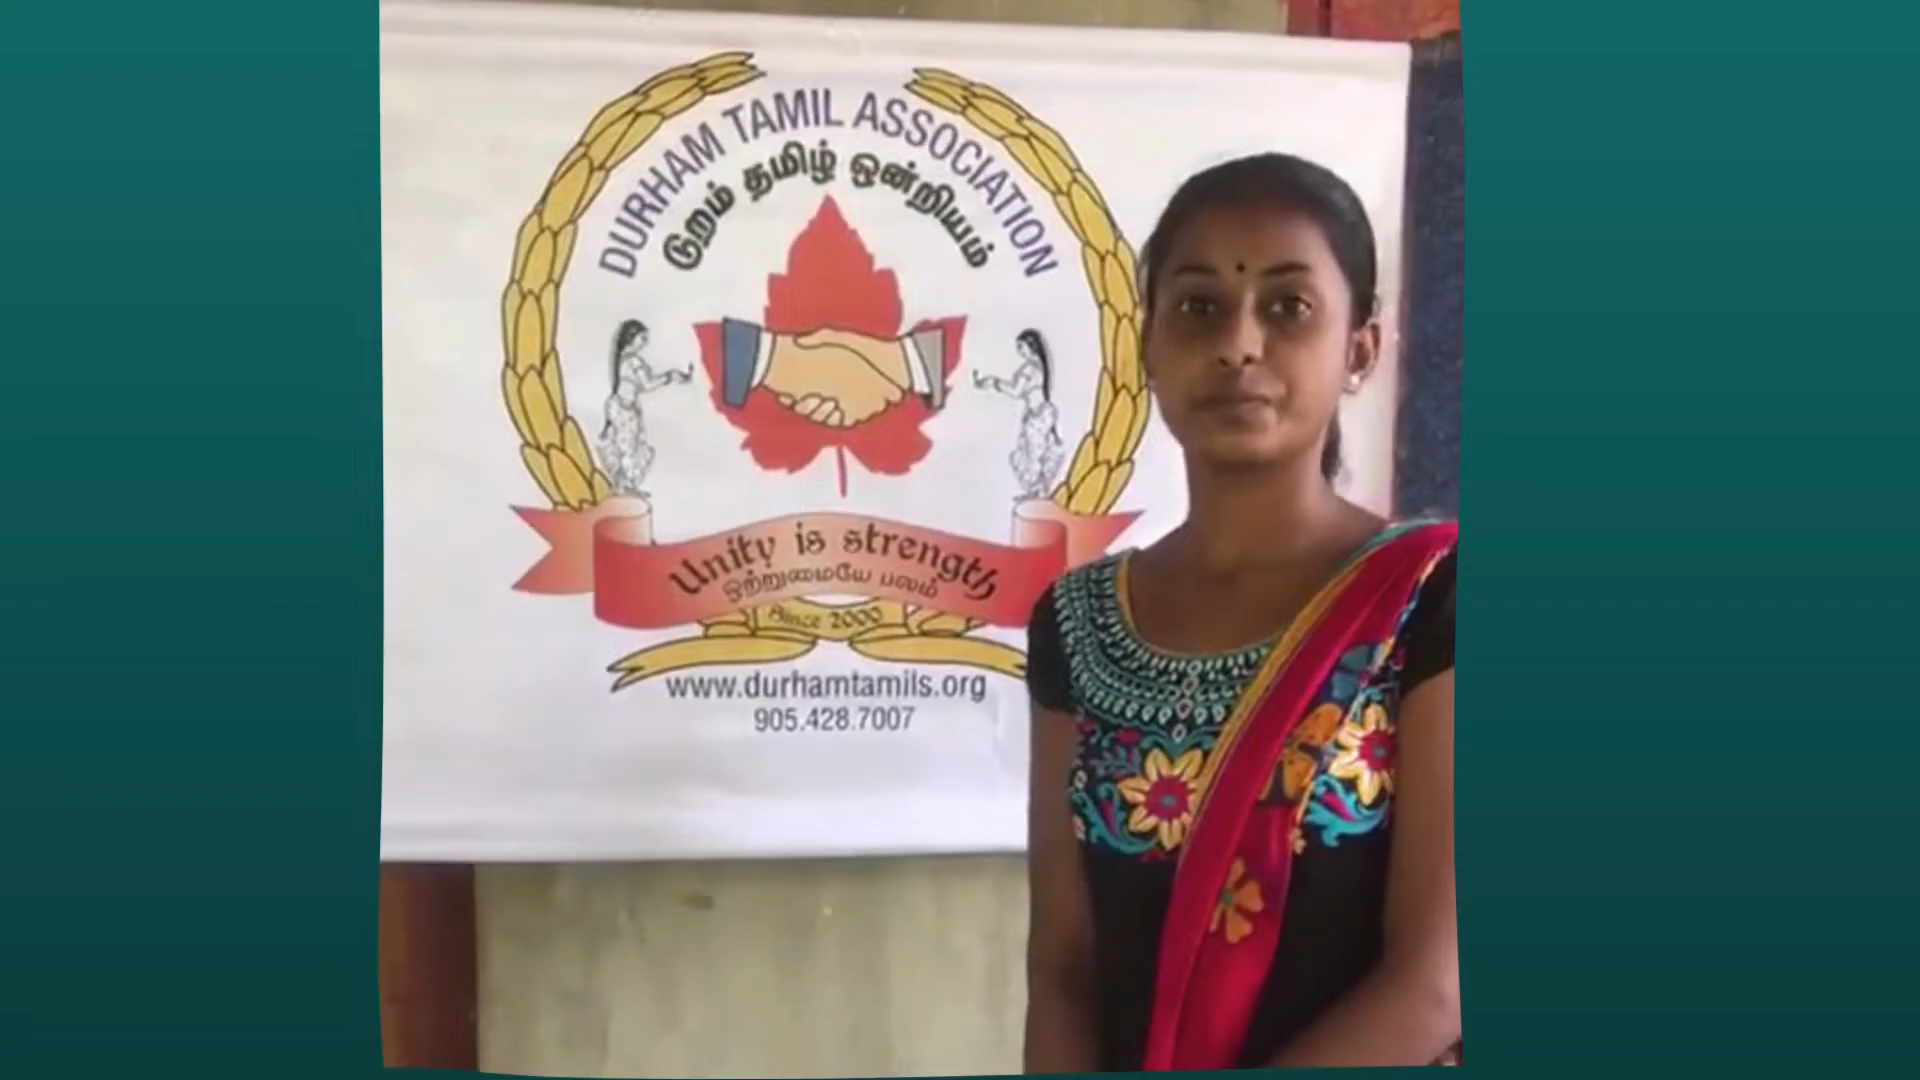 DURHAM TAMIL ASSOCIATION
டுறம் தமிழ் ஒன்றியம்
Unity is strength
ஒற்றுமையே பலம்
Since 2000
www.durhamtamils.org
905.428.7007